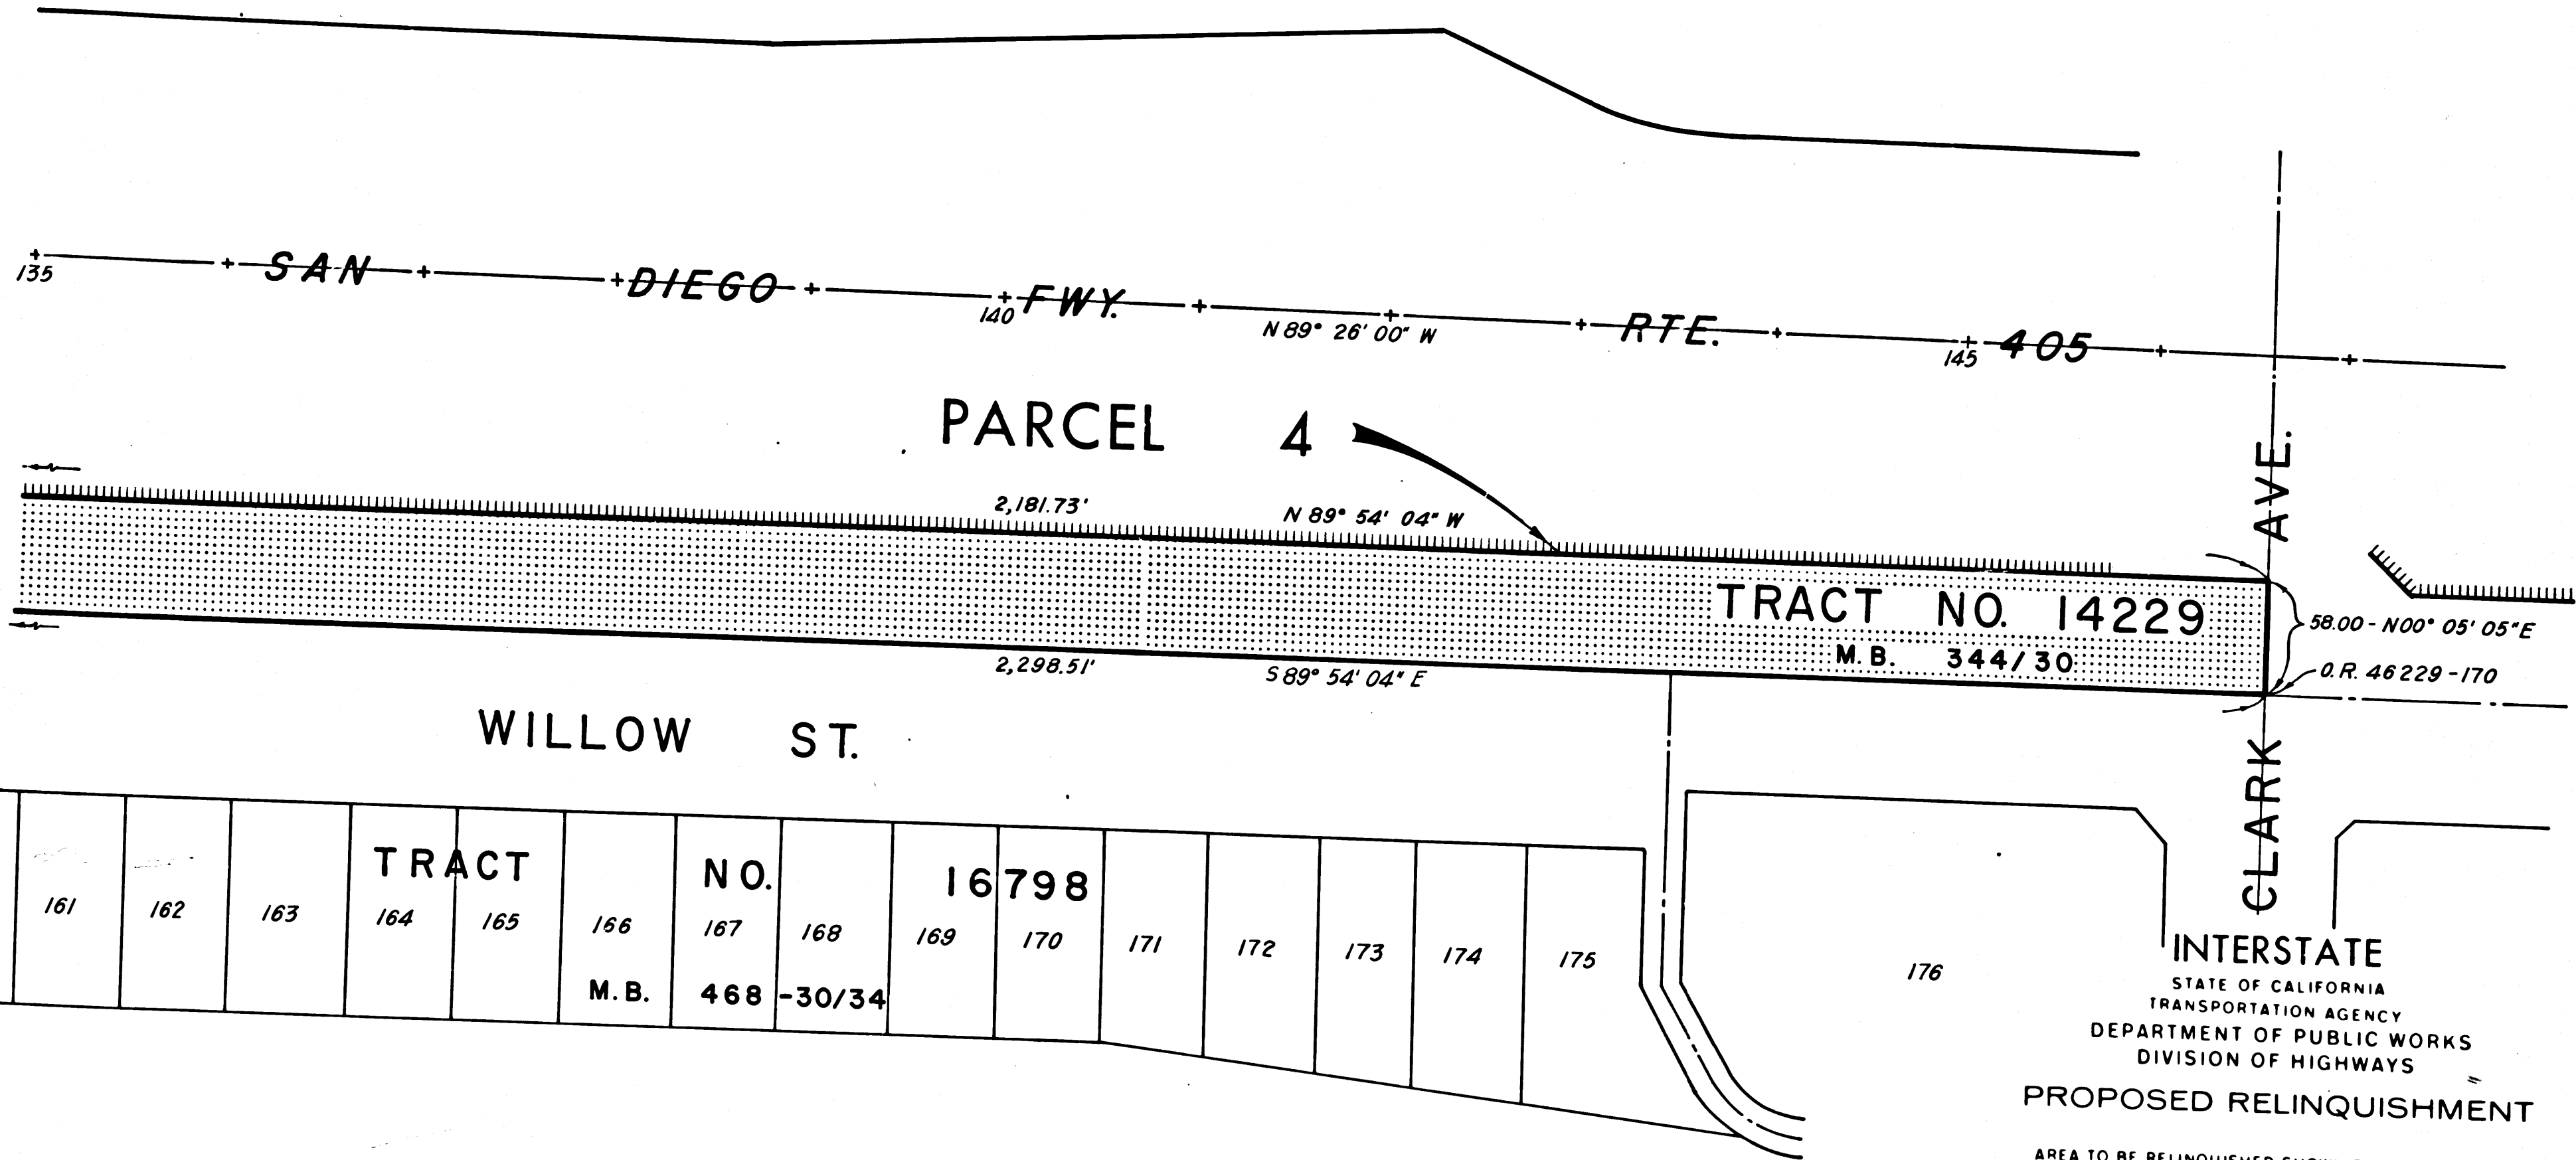 SAN DIEGO FWY. RTE. 405
135
140
145
N 89° 26' 00" W
PARCEL 4
2,181.73'
N 89° 54' 04" W
AVE.
TRACT NO. 14229
M.B. 344/30
58.00 - N00° 05' 05" E
O.R. 46229-170
2,298.51'
S 89° 54' 04" E
WILLOW ST.
CLARK
TRACT NO. 16798
161 162 163 164 165 166 167 168 169 170 171 172 173 174 175 176
M.B. 468-30/34
INTERSTATE
STATE OF CALIFORNIA
TRANSPORTATION AGENCY
DEPARTMENT OF PUBLIC WORKS
DIVISION OF HIGHWAYS
PROPOSED RELINQUISHMENT
AREA TO BE RELINQUISHED